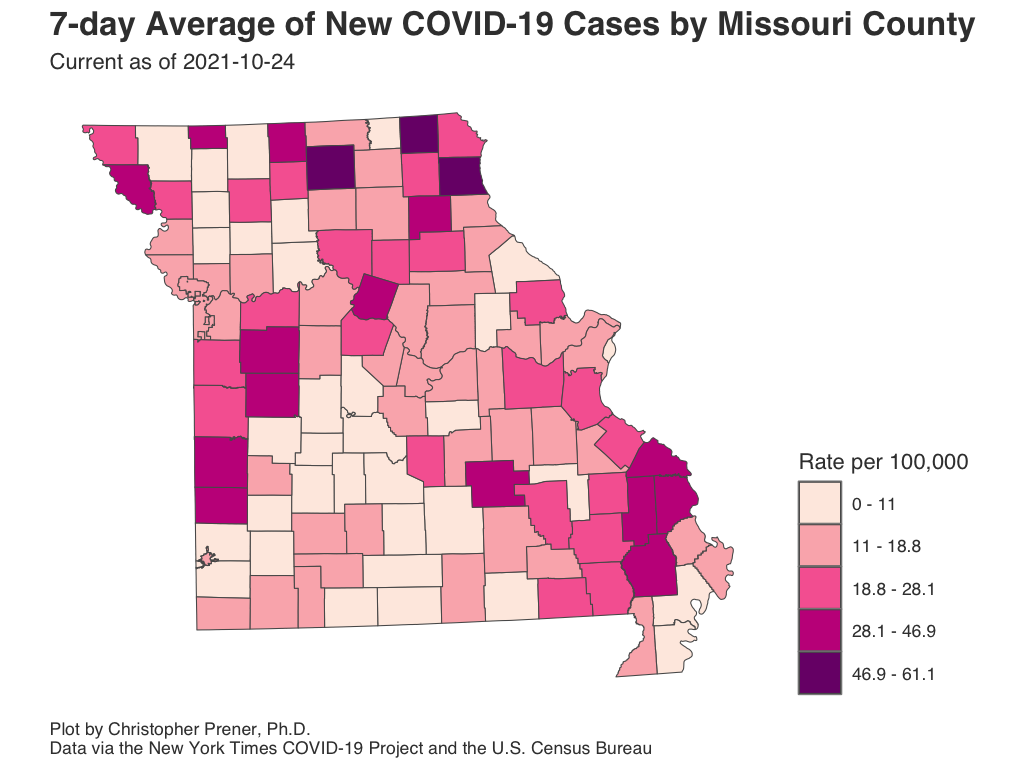 7-day Average of New COVID-19 Cases by Missouri County
Current as of 2021-10-24
Rate per 100,000
0 - 11
11 - 18.8
18.8 - 28.1
28.1 - 46.9
46.9 - 61.1
Plot by Christopher Prener, Ph.D.
Data via the New York Times COVID-19 Project and the U.S. Census Bureau